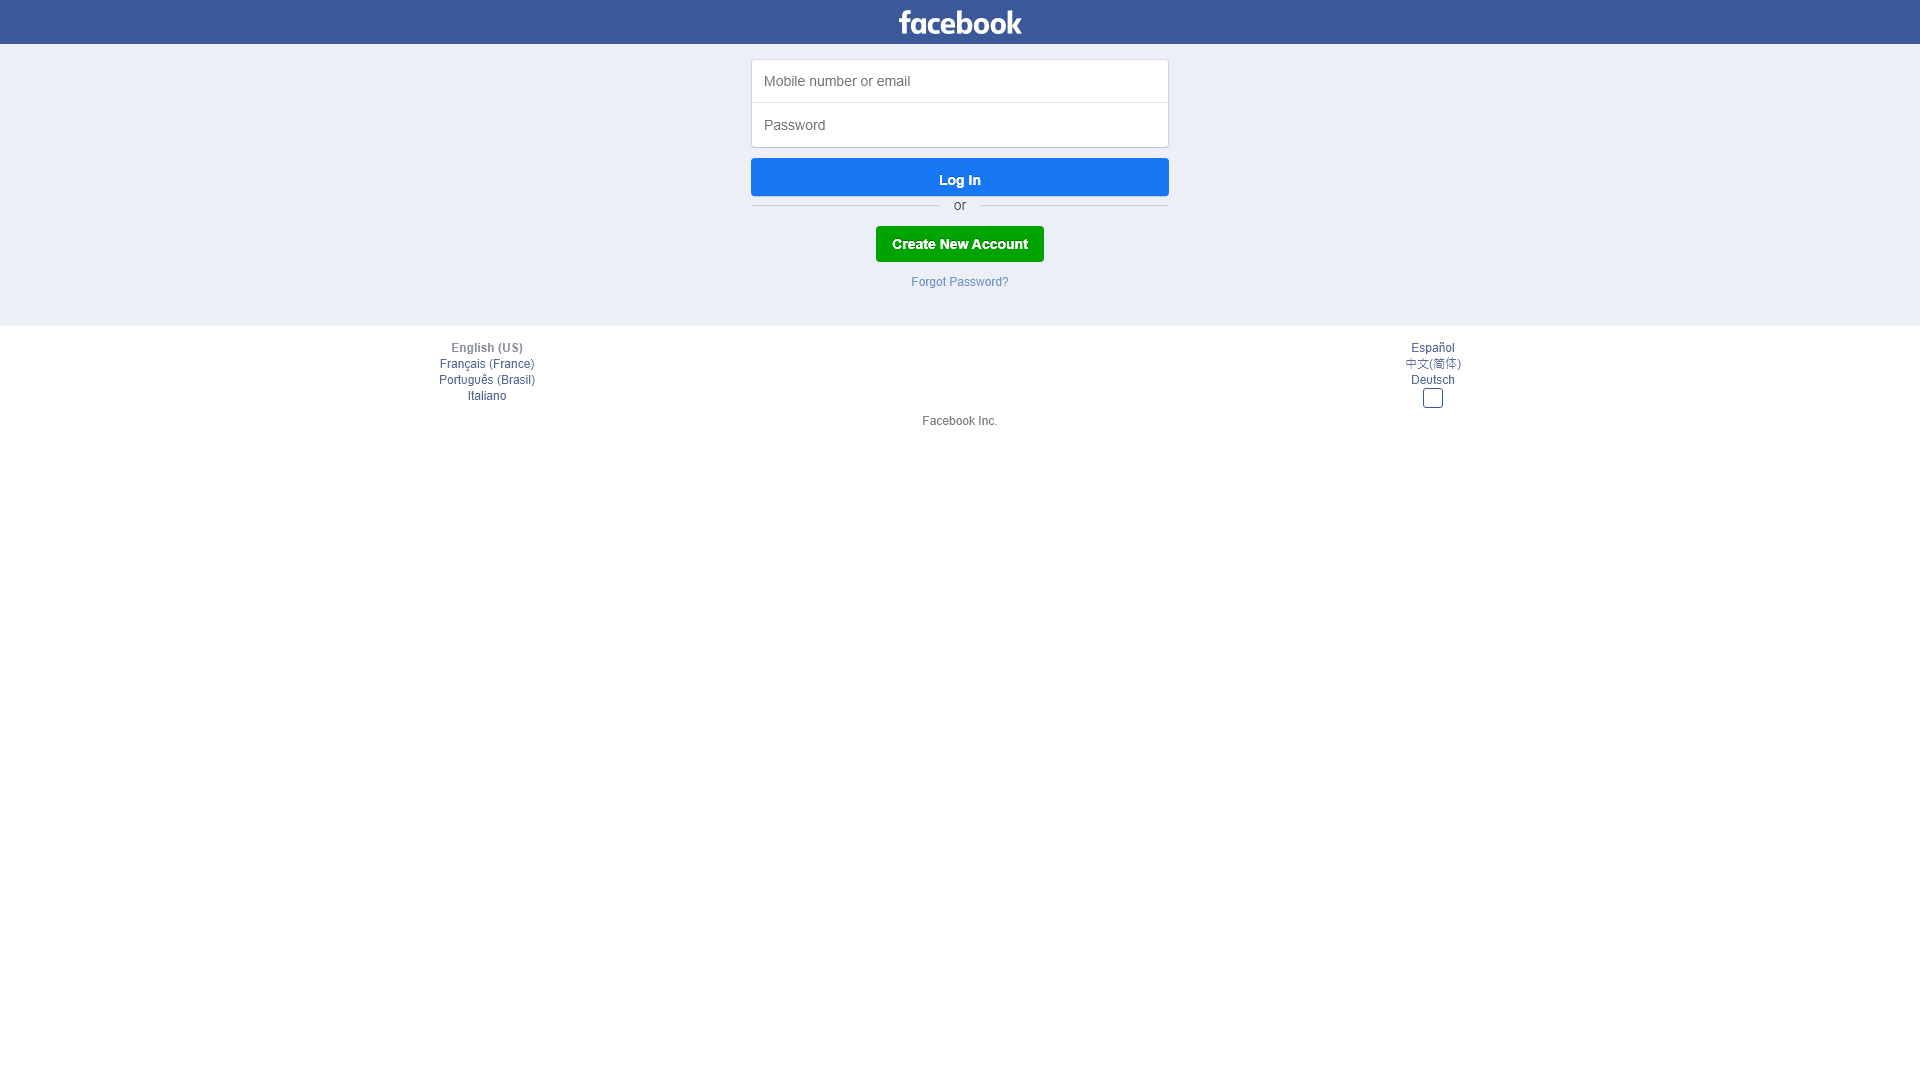 facebook
Mobile number or email
Password
Log In
or
Create New Account
Forgot Password?
English (US)
Français (France)
Português (Brasil)
Italiano
Español
中文(简体)
Deutsch
Facebook Inc.